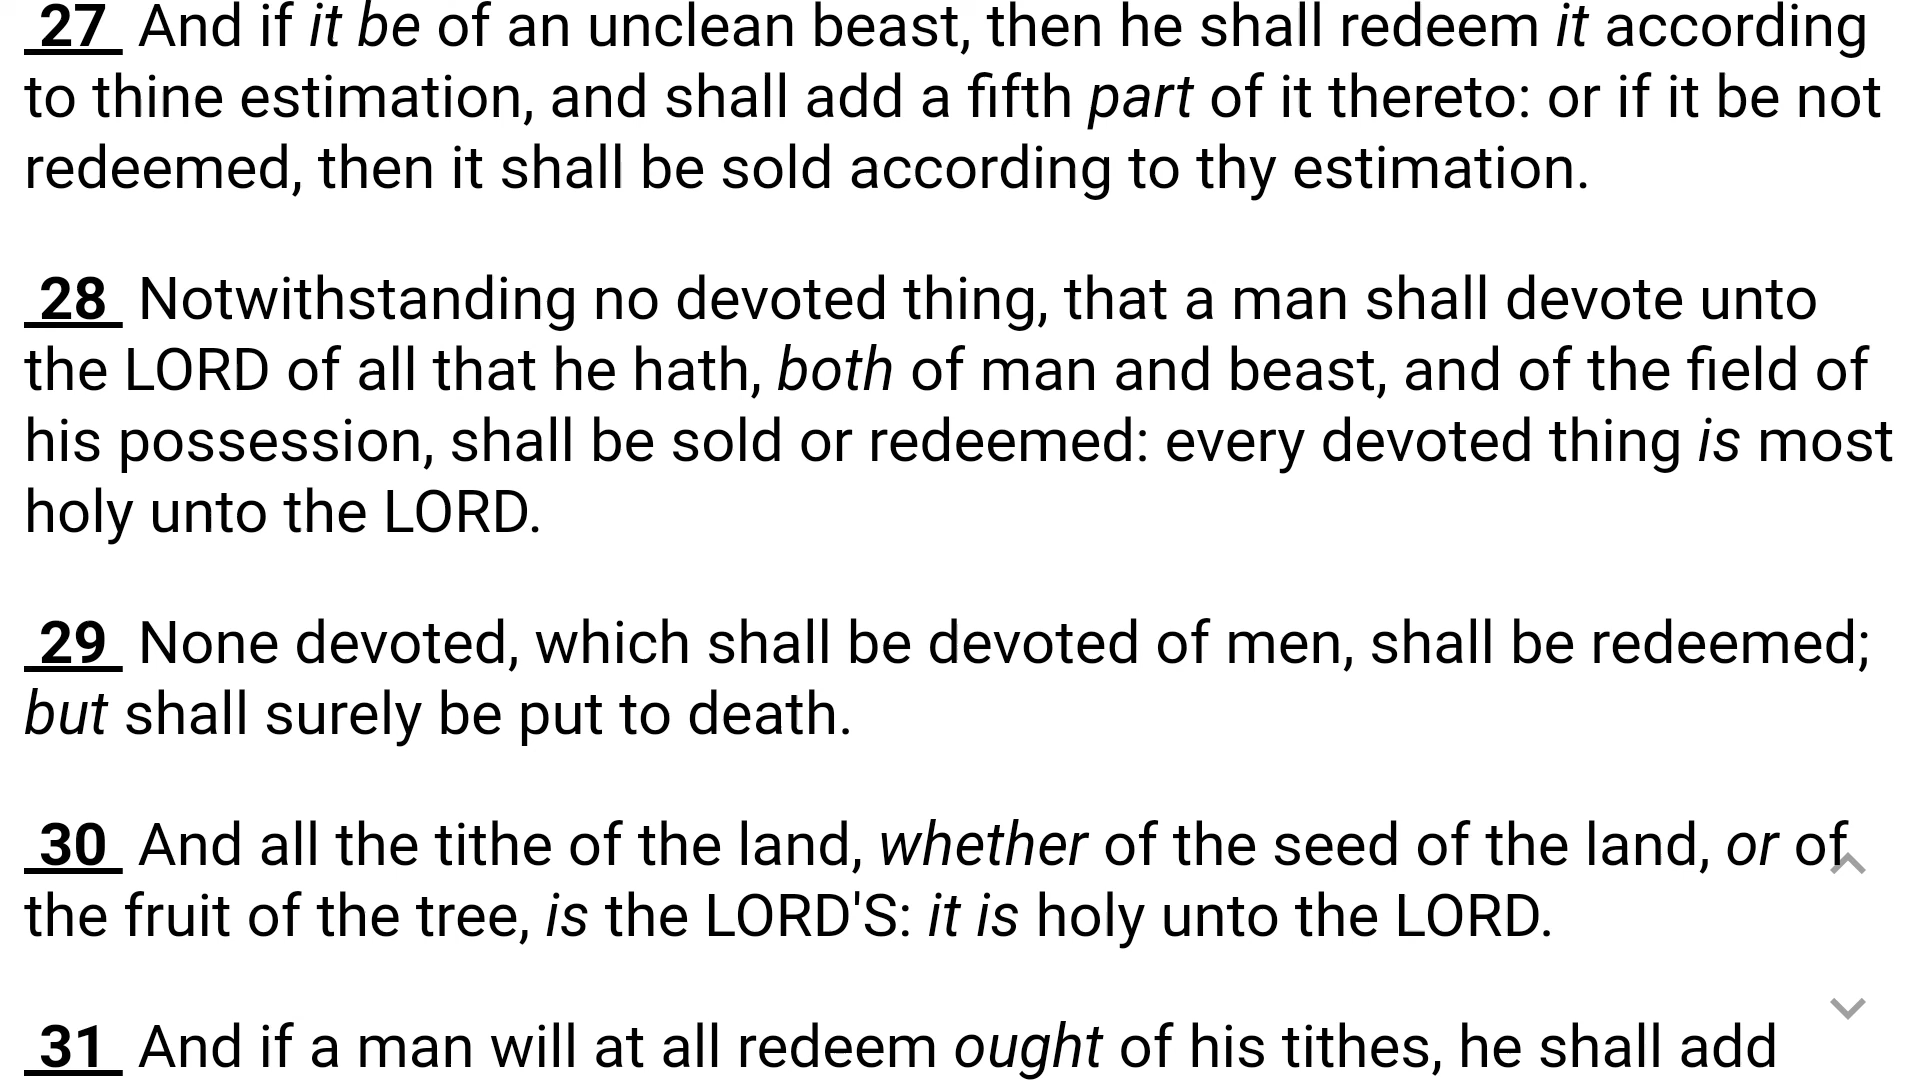 27 And if it be of an unclean beast, then he shall redeem it according
to thine estimation, and shall add a fifth part of it thereto: or if it be not
redeemed, then it shall be sold according to thy estimation.
28 Notwithstanding no devoted thing, that a man shall devote unto
the LORD of all that he hath, both of man and beast, and of the field of
his possession, shall be sold or redeemed: every devoted thing is most
holy unto the LORD.
29 None devoted, which shall be devoted of men, shall be redeemed;
but shall surely be put to death.
30 And all the tithe of the land, whether of the seed of the land, or of
the fruit of the tree, is the LORD'S: it is holy unto the LORD.
31 And if a man will at all redeem ought of his tithes, he shall add